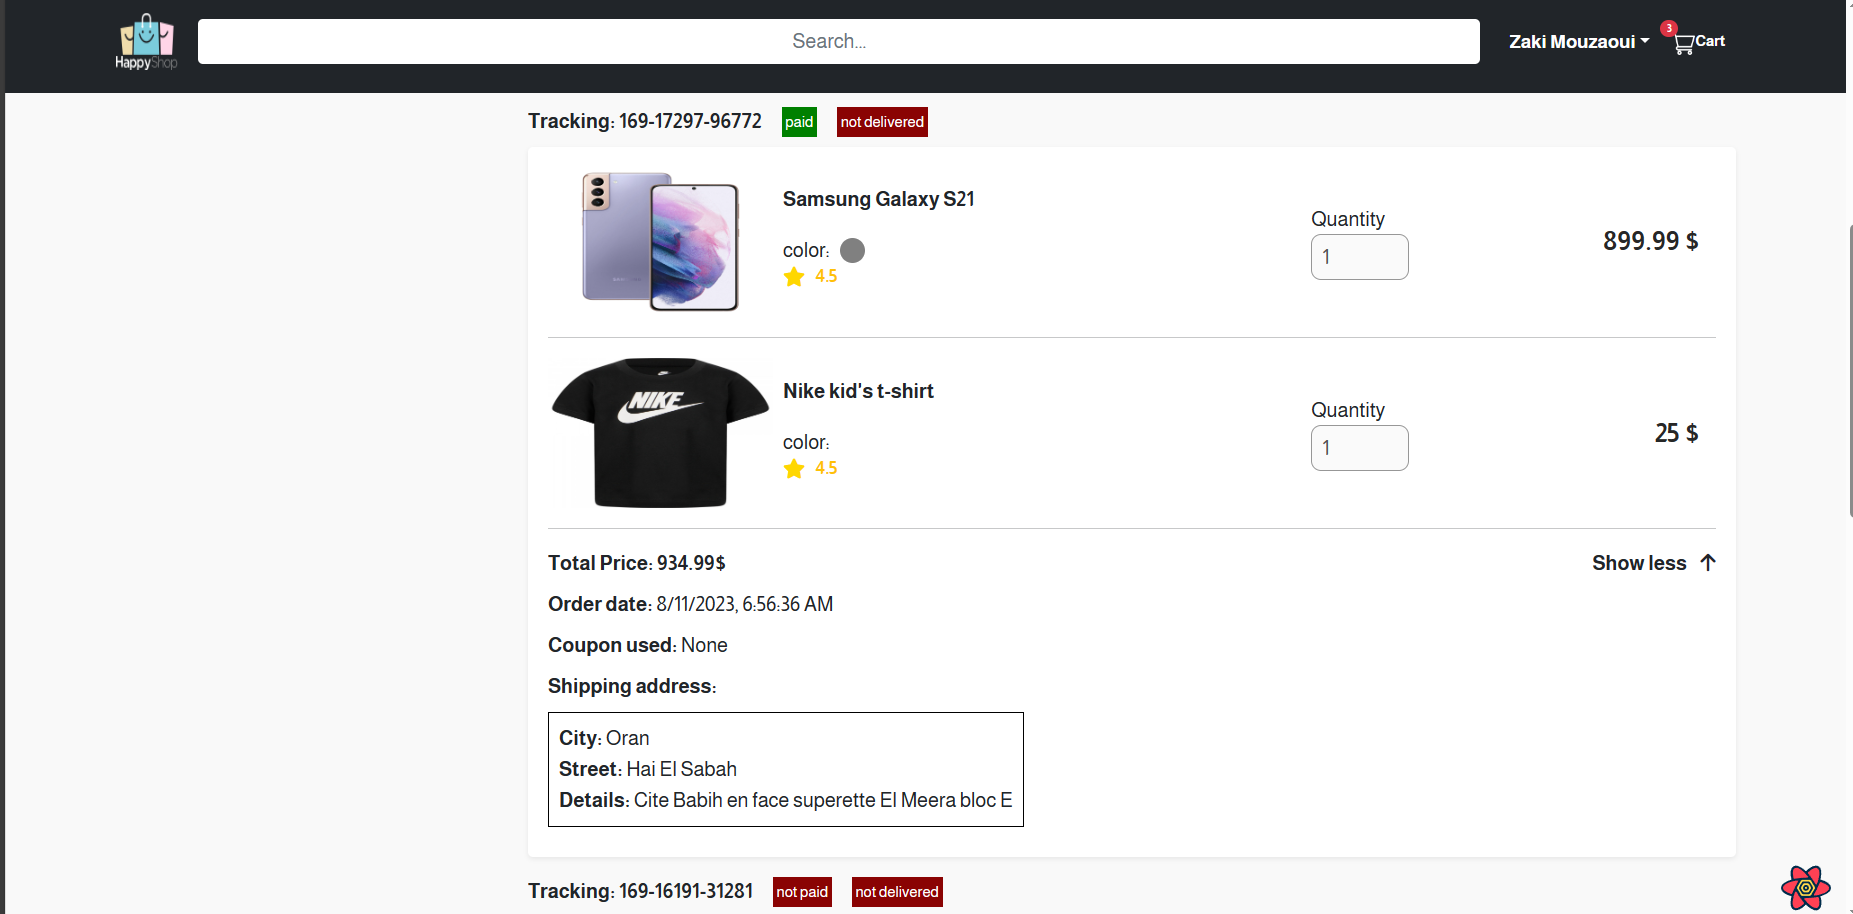 HappyShop
Search...
Zaki Mouzaoui
3
Cart
Tracking: 169-17297-96772 paid not delivered
Samsung Galaxy S21
color:
4.5
Quantity
1
899.99 $
NIKE
Nike kid's t-shirt
color:
4.5
Quantity
1
25 $
Total Price: 934.99$
Show less
Order date: 8/11/2023, 6:56:36 AM
Coupon used: None
Shipping address:
City: Oran
Street: Hai El Sabah
Details: Cite Babih en face superette El Meera bloc E
Tracking: 169-16191-31281 not paid not delivered